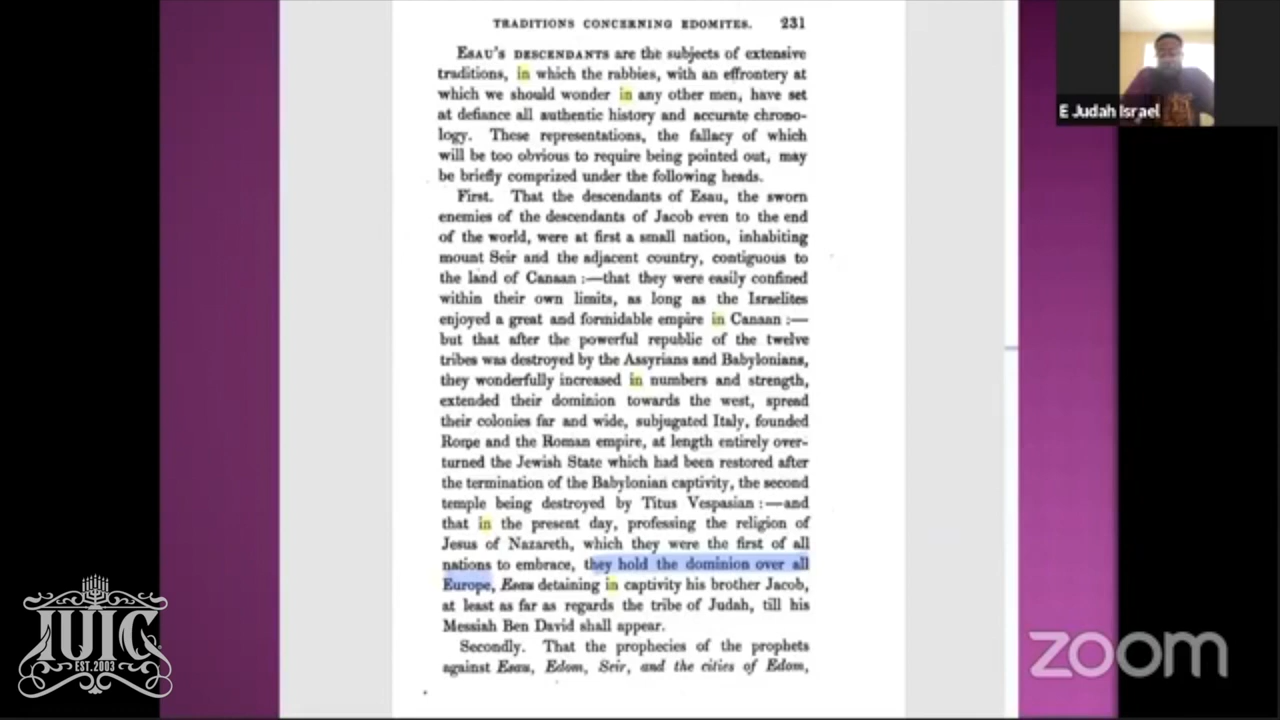 TRADITIONS CONCERNING EDOMITES. 231
ESAU'S DESCENDANTS are the subjects of extensive
traditions, in which the rabbies, with an effrontery at
which we should wonder in any other men, have set
at defiance all authentic history and accurate chrono-
logy. These representations, the fallacy of which
will be too obvious to require being pointed out, may
be briefly comprized under the following heads.
First. That the descendants of Esau, the sworn
enemies of the descendants of Jacob even to the end
of the world, were at first a small nation, inhabiting
mount Seir and the adjacent country, contiguous to
the land of Canaan :—that they were easily confined
within their own limits, as long as the Israelites
enjoyed a great and formidable empire in Canaan :—
but that after the powerful republic of the twelve
tribes was destroyed by the Assyrians and Babylonians,
they wonderfully increased in numbers and strength,
extended their dominion towards the west, spread
their colonies far and wide, subjugated Italy, founded
Rome and the Roman empire, at length entirely over-
turned the Jewish State which had been restored after
the termination of the Babylonian captivity, the second
temple being destroyed by Titus Vespasian :—and
that in the present day, professing the religion of
Jesus of Nazareth, which they were the first of all
nations to embrace, they hold the dominion over all
Europe, Esau detaining in captivity his brother Jacob,
at least as far as regards the tribe of Judah, till his
Messiah Ben David shall appear.
Secondly. That the prophecies of the prophets
against Esau, Edom, Seir, and the cities of Edom,
E Judah Israel
IUIC
EST. 2003
zoom